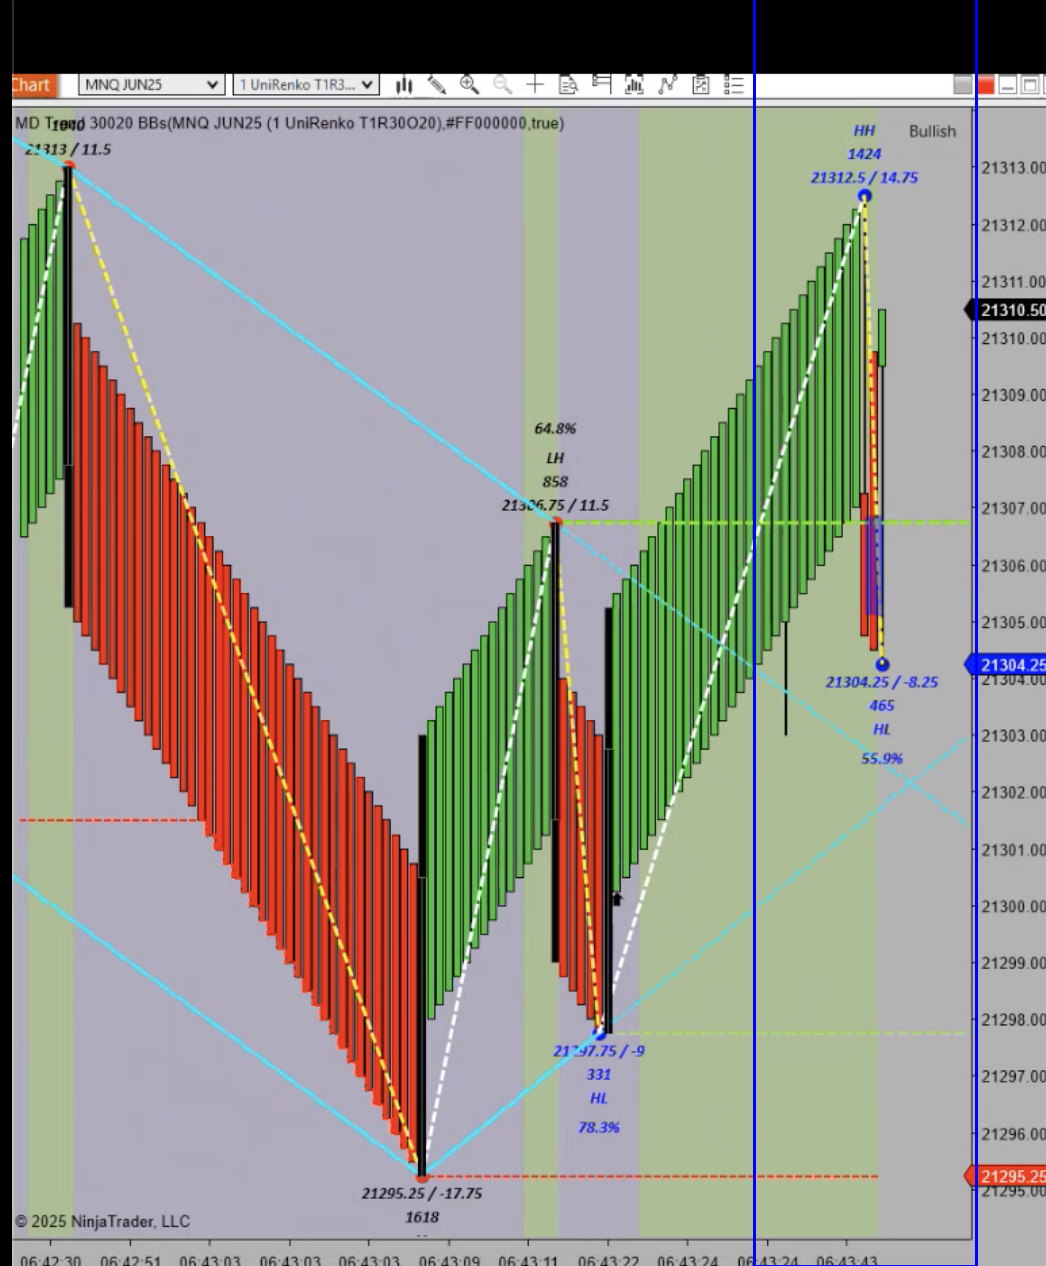 Chart
MNQ JUN25
1 UniRenko T1R3...
MD Trend 30020 BBs(MNQ JUN25 (1 UniRenko T1R30O20),#FF000000,true)
21313 / 11.5
HH
1424
21312.5 / 14.75
Bullish
64.8%
LH
858
21306.75 / 11.5
21304.25 / -8.25
465
HL
55.9%
21297.75 / -9
331
HL
78.3%
21295.25 / -17.75
1618
--
21313.00
21312.00
21311.00
21310.50
21310.00
21309.00
21308.00
21307.00
21306.00
21305.00
21304.25
21304.00
21303.00
21302.00
21301.00
21300.00
21299.00
21298.00
21297.00
21296.00
21295.25
21295.00
© 2025 NinjaTrader, LLC
06:42:30 06:42:51 06:43:03 06:43:03 06:43:03 06:43:09 06:43:11 06:43:22 06:43:24 06:43:24 06:43:43